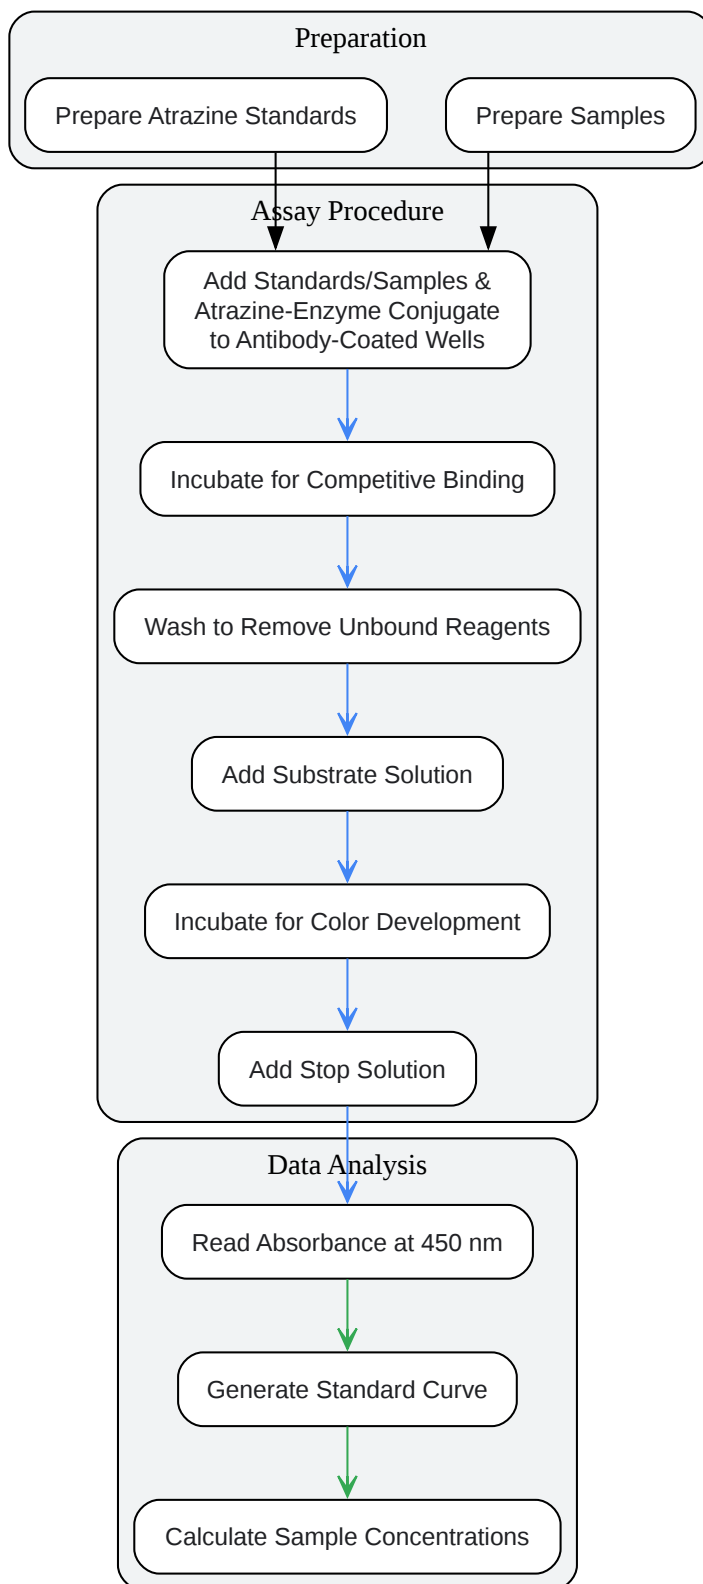 Preparation
Prepare Atrazine Standards
Prepare Samples
Assay Procedure
Add Standards/Samples &
Atrazine-Enzyme Conjugate
to Antibody-Coated Wells
Incubate for Competitive Binding
Wash to Remove Unbound Reagents
Add Substrate Solution
Incubate for Color Development
Add Stop Solution
Data Analysis
Read Absorbance at 450 nm
Generate Standard Curve
Calculate Sample Concentrations